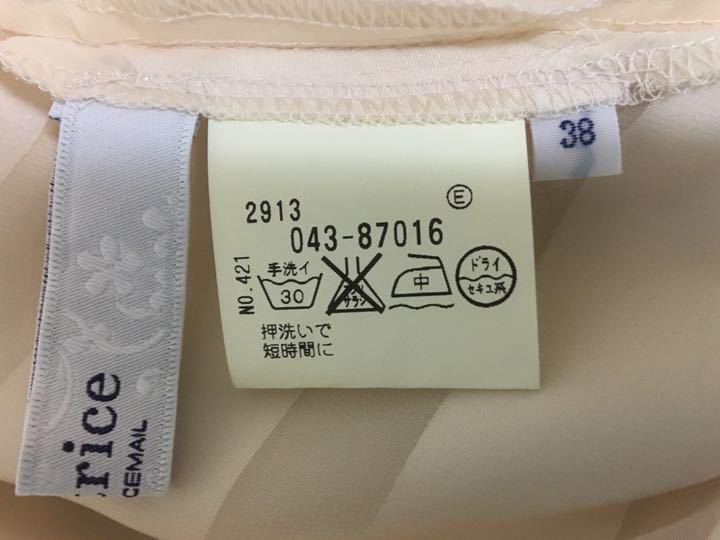 38
E
2913
043-87016
NO.421
手洗イ
30
エンソ
サラシ
中
ドライ
セキユ系
押洗いで
短時間に
rice
CEMAIL